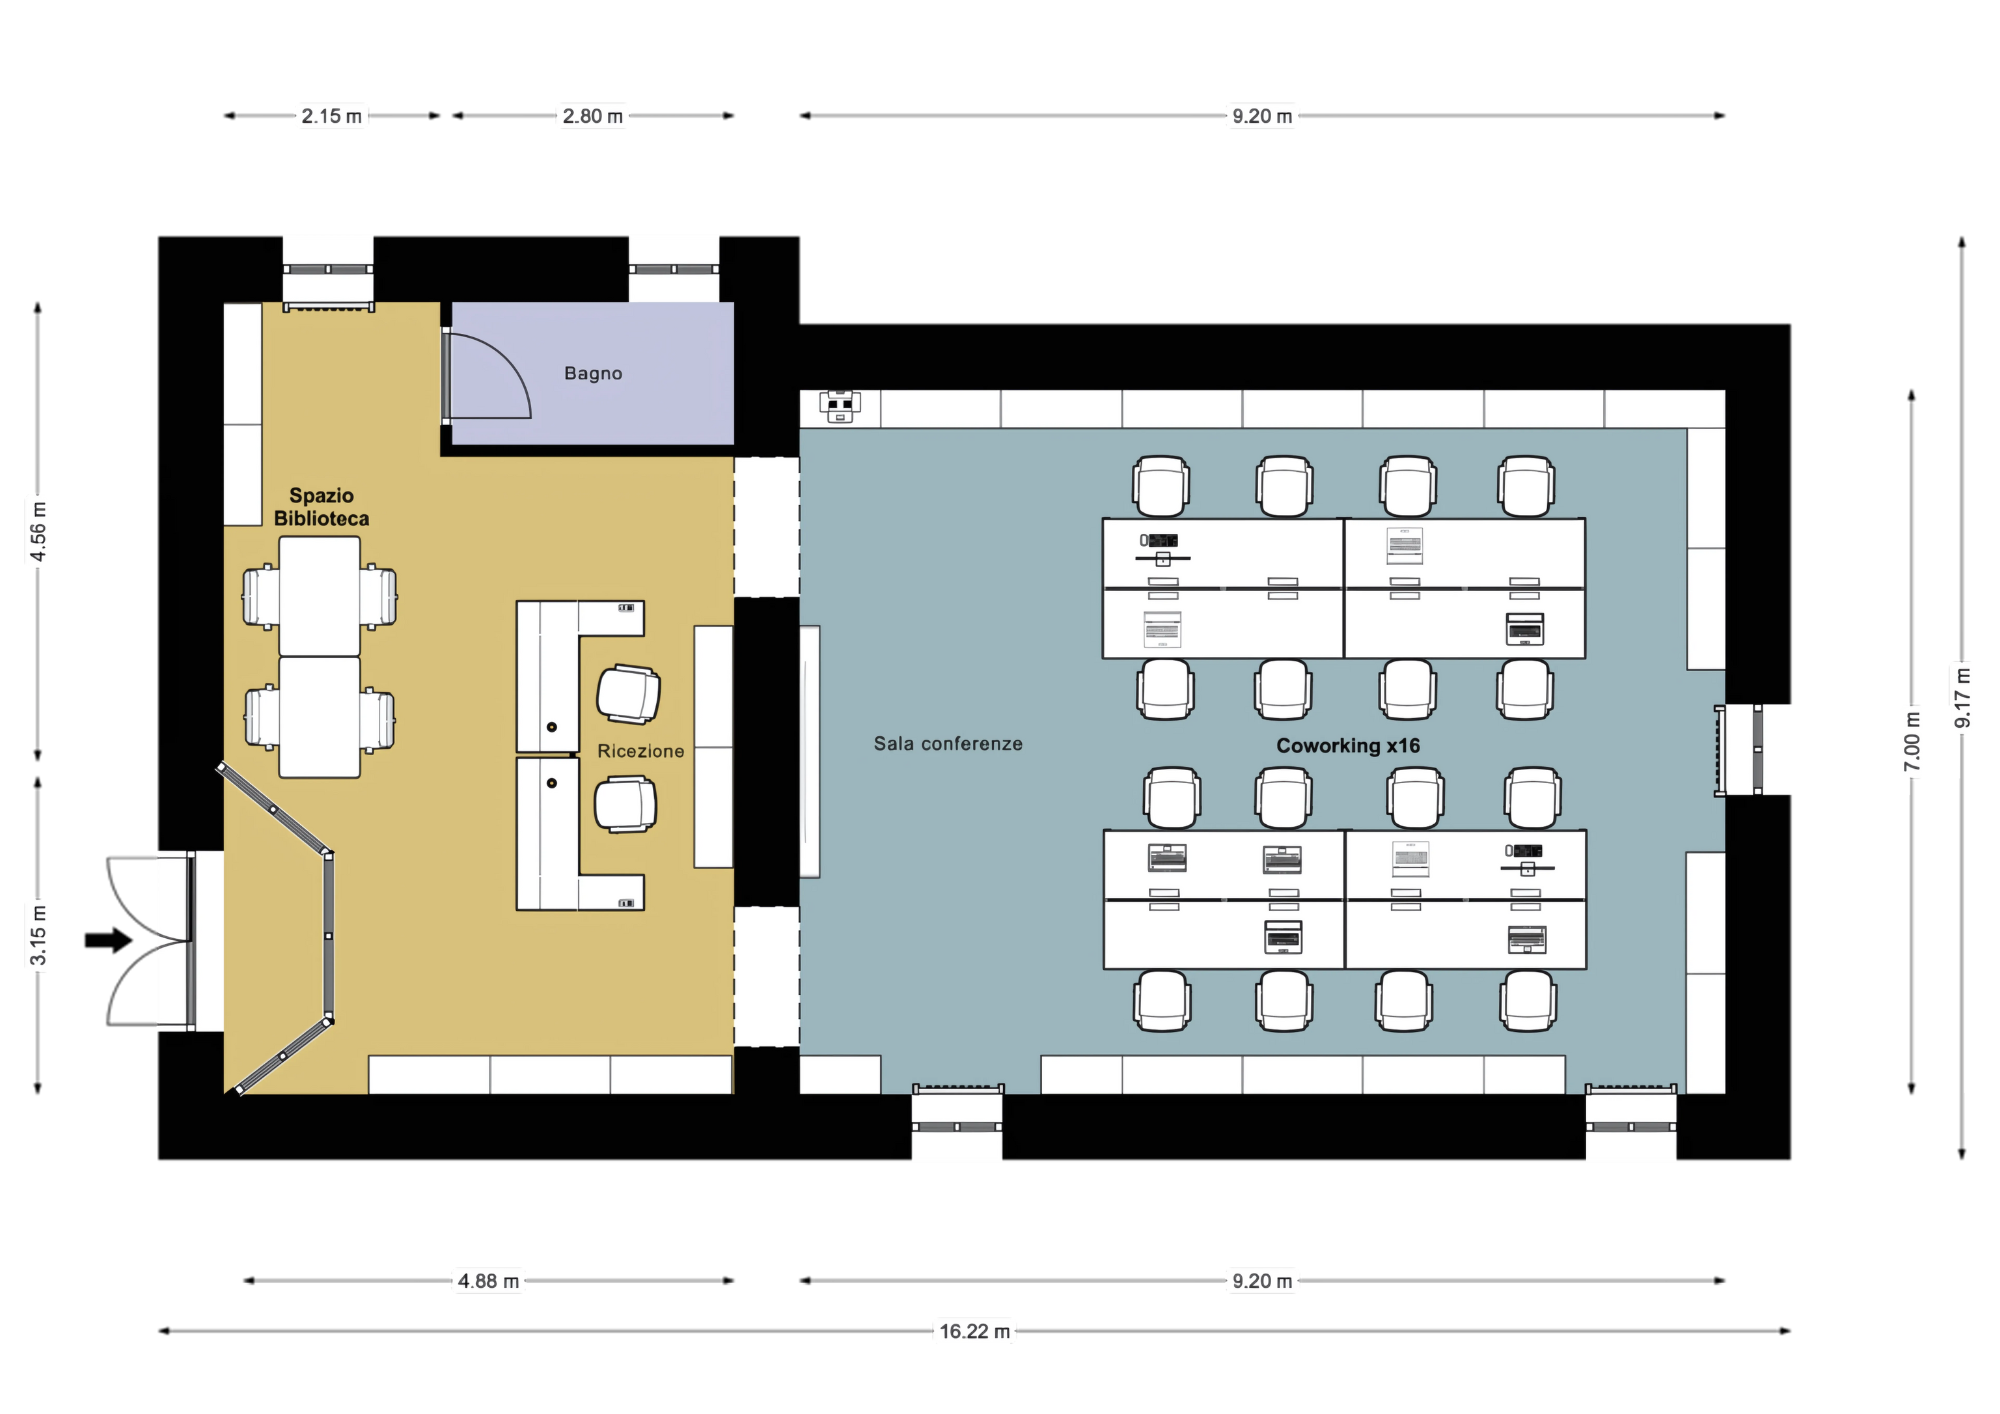 2.15 m
2.80 m
9.20 m
Bagno
Spazio
Biblioteca
4.56 m
Ricezione
Sala conferenze
Coworking x16
7.00 m
9.17 m
3.15 m
4.88 m
9.20 m
16.22 m